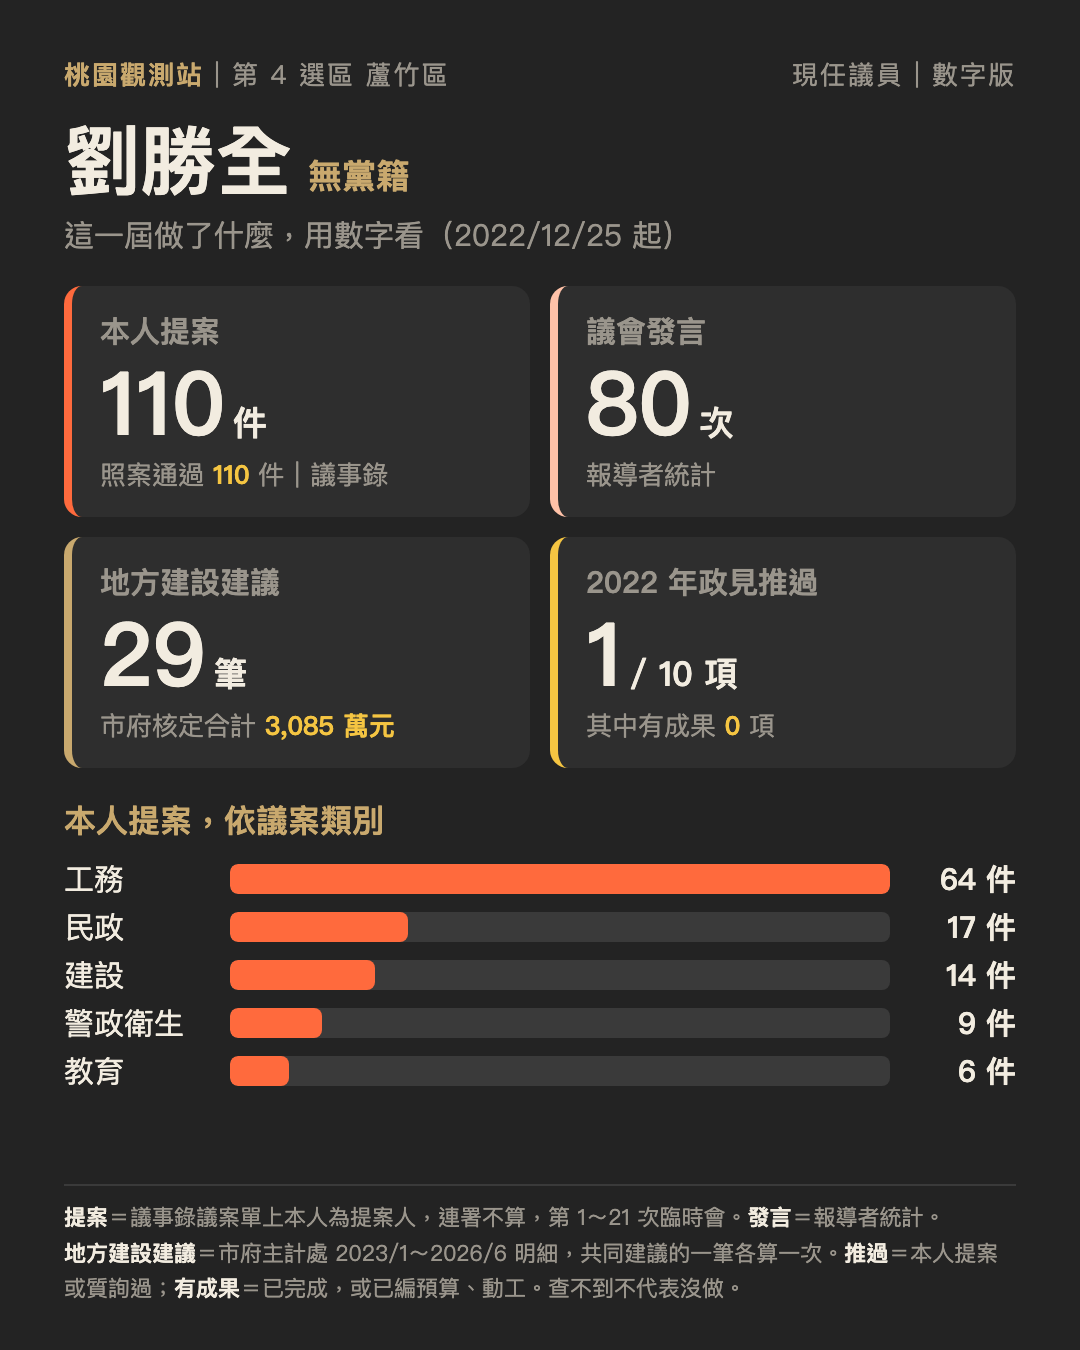 桃園觀測站｜第 4 選區 蘆竹區
現任議員｜數字版
劉勝全 無黨籍
這一屆做了什麼，用數字看（2022/12/25 起）
本人提案
110 件
照案通過 110 件｜議事錄
議會發言
80 次
報導者統計
地方建設建議
29 筆
市府核定合計 3,085 萬元
2022 年政見推過
1 / 10 項
其中有成果 0 項
本人提案，依議案類別
工務 64 件
民政 17 件
建設 14 件
警政衛生 9 件
教育 6 件
提案＝議事錄議案單上本人為提案人，連署不算，第 1～21 次臨時會。發言＝報導者統計。
地方建設建議＝市府主計處 2023/1～2026/6 明細，共同建議的一筆各算一次。推過＝本人提案
或質詢過；有成果＝已完成，或已編預算、動工。查不到不代表沒做。